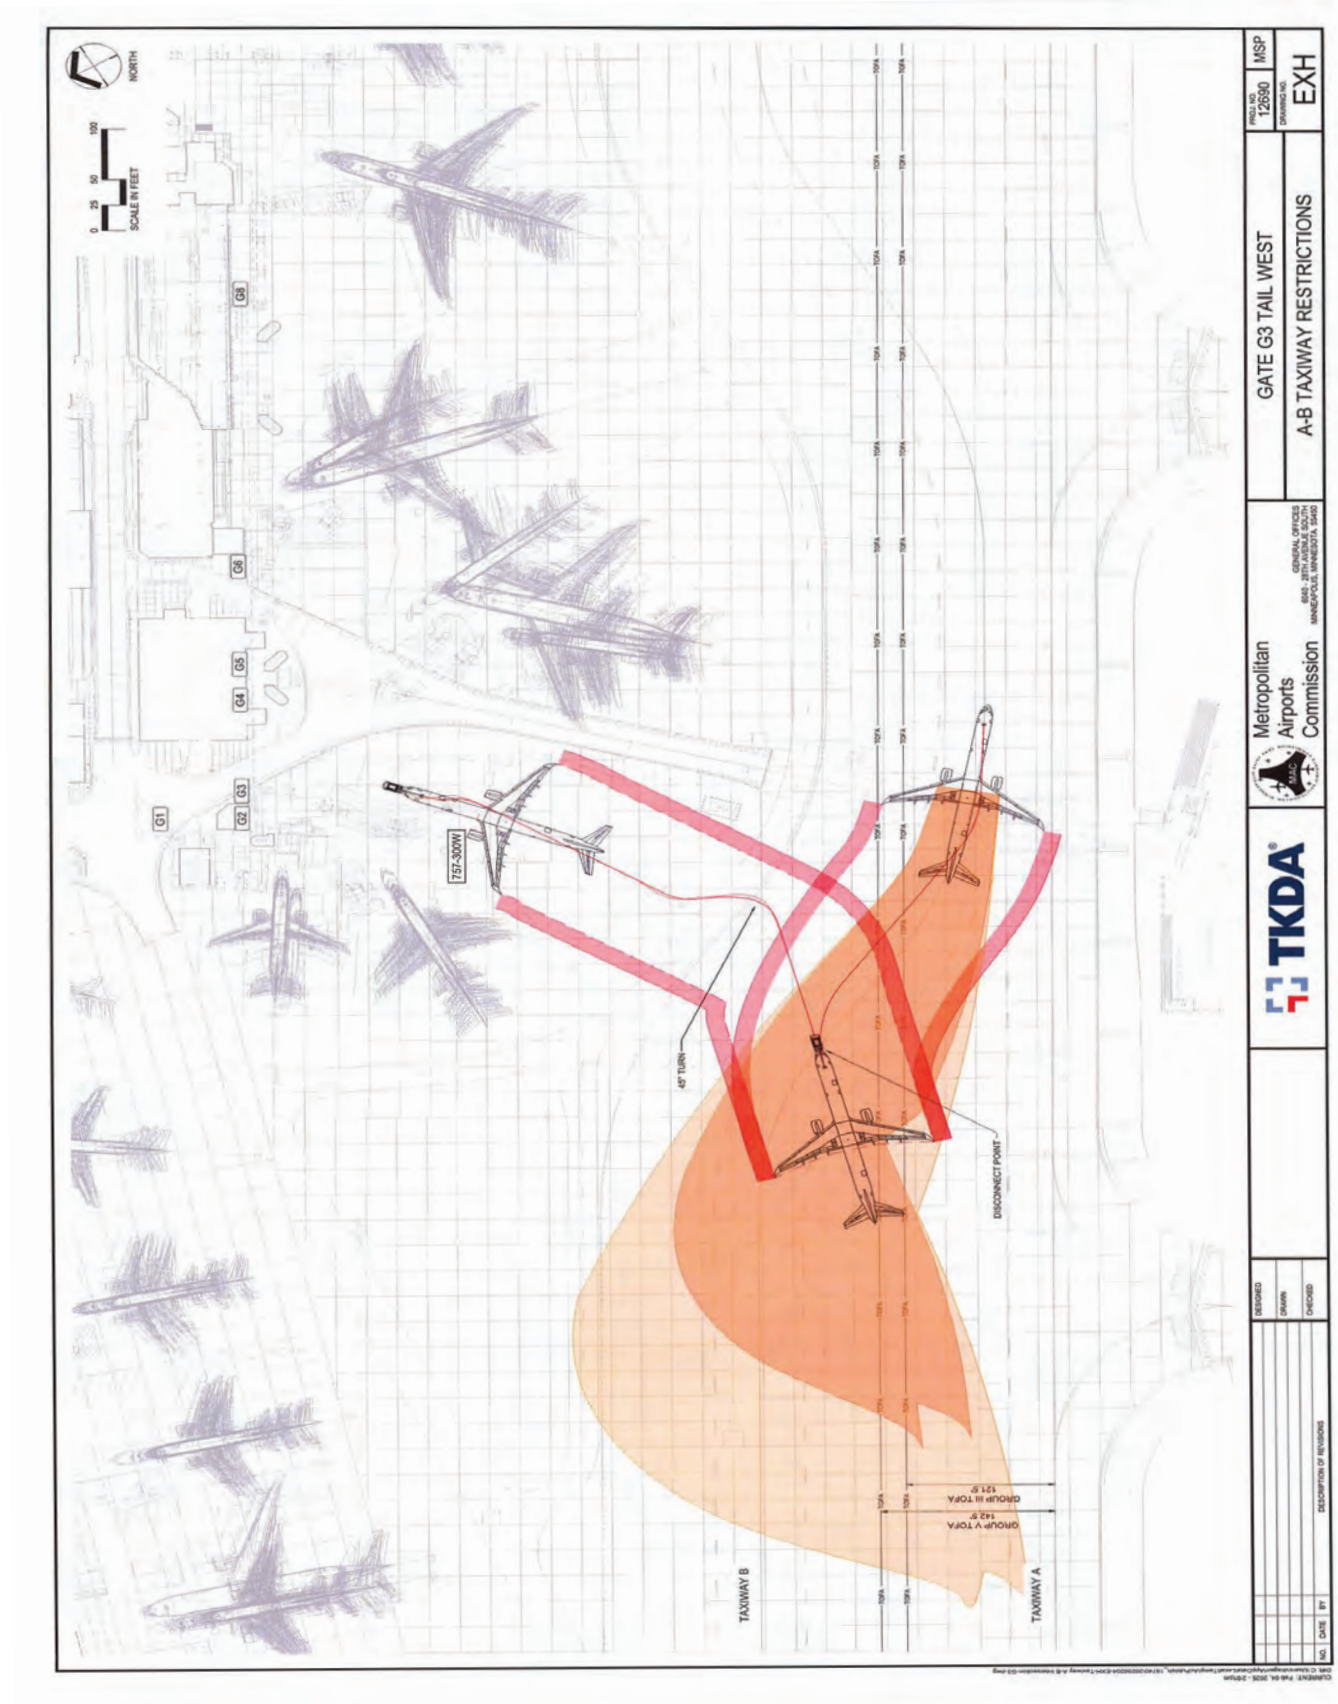 NORTH
0 25 50 100
SCALE IN FEET
G8
G6
G5
G4
G3
G2
G1
757-300W
45° TURN
DISCONNECT POINT
TOFA
TOFA
GROUP III TOFA
121.5'
GROUP V TOFA
142.5'
TAXIWAY B
TAXIWAY A
PROJ. NO.
12690
MSP
DRAWING NO.
EXH
GATE G3 TAIL WEST
A-B TAXIWAY RESTRICTIONS
Metropolitan
Airports
Commission
MAC
GENERAL OFFICES
6040 - 28TH AVENUE SOUTH
MINNEAPOLIS, MINNESOTA 55450
TKDA®
DESIGNED
DRAWN
CHECKED
NO. DATE BY DESCRIPTION OF REVISIONS